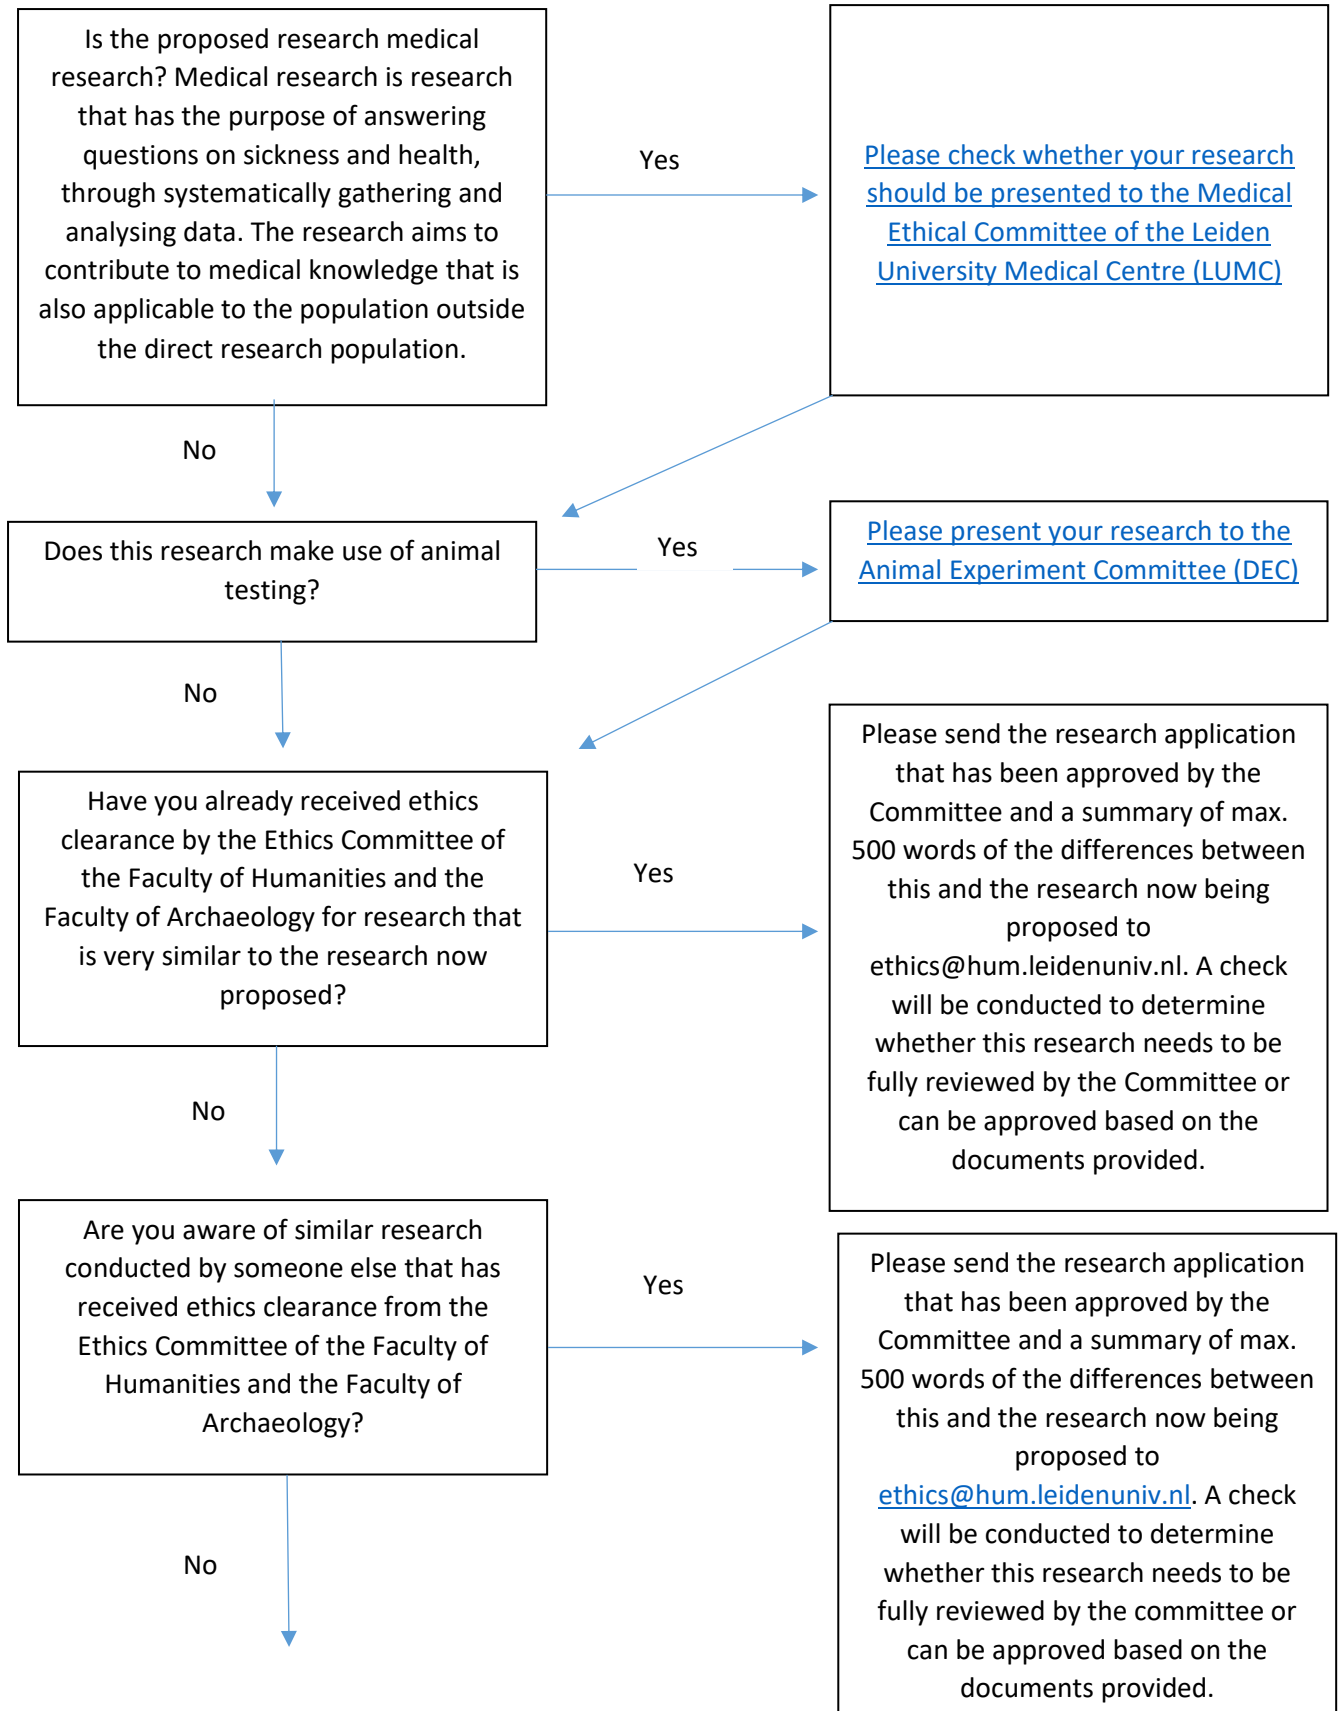 Is the proposed research medical
research? Medical research is research
that has the purpose of answering
questions on sickness and health,
through systematically gathering and
analysing data. The research aims to
contribute to medical knowledge that is
also applicable to the population outside
the direct research population.
Yes
Please check whether your research
should be presented to the Medical
Ethical Committee of the Leiden
University Medical Centre (LUMC)
No
Does this research make use of animal
testing?
Yes
Please present your research to the
Animal Experiment Committee (DEC)
No
Have you already received ethics
clearance by the Ethics Committee of
the Faculty of Humanities and the
Faculty of Archaeology for research that
is very similar to the research now
proposed?
Yes
Please send the research application
that has been approved by the
Committee and a summary of max.
500 words of the differences between
this and the research now being
proposed to
ethics@hum.leidenuniv.nl. A check
will be conducted to determine
whether this research needs to be
fully reviewed by the Committee or
can be approved based on the
documents provided.
No
Are you aware of similar research
conducted by someone else that has
received ethics clearance from the
Ethics Committee of the Faculty of
Humanities and the Faculty of
Archaeology?
Yes
Please send the research application
that has been approved by the
Committee and a summary of max.
500 words of the differences between
this and the research now being
proposed to
ethics@hum.leidenuniv.nl. A check
will be conducted to determine
whether this research needs to be
fully reviewed by the committee or
can be approved based on the
documents provided.
No